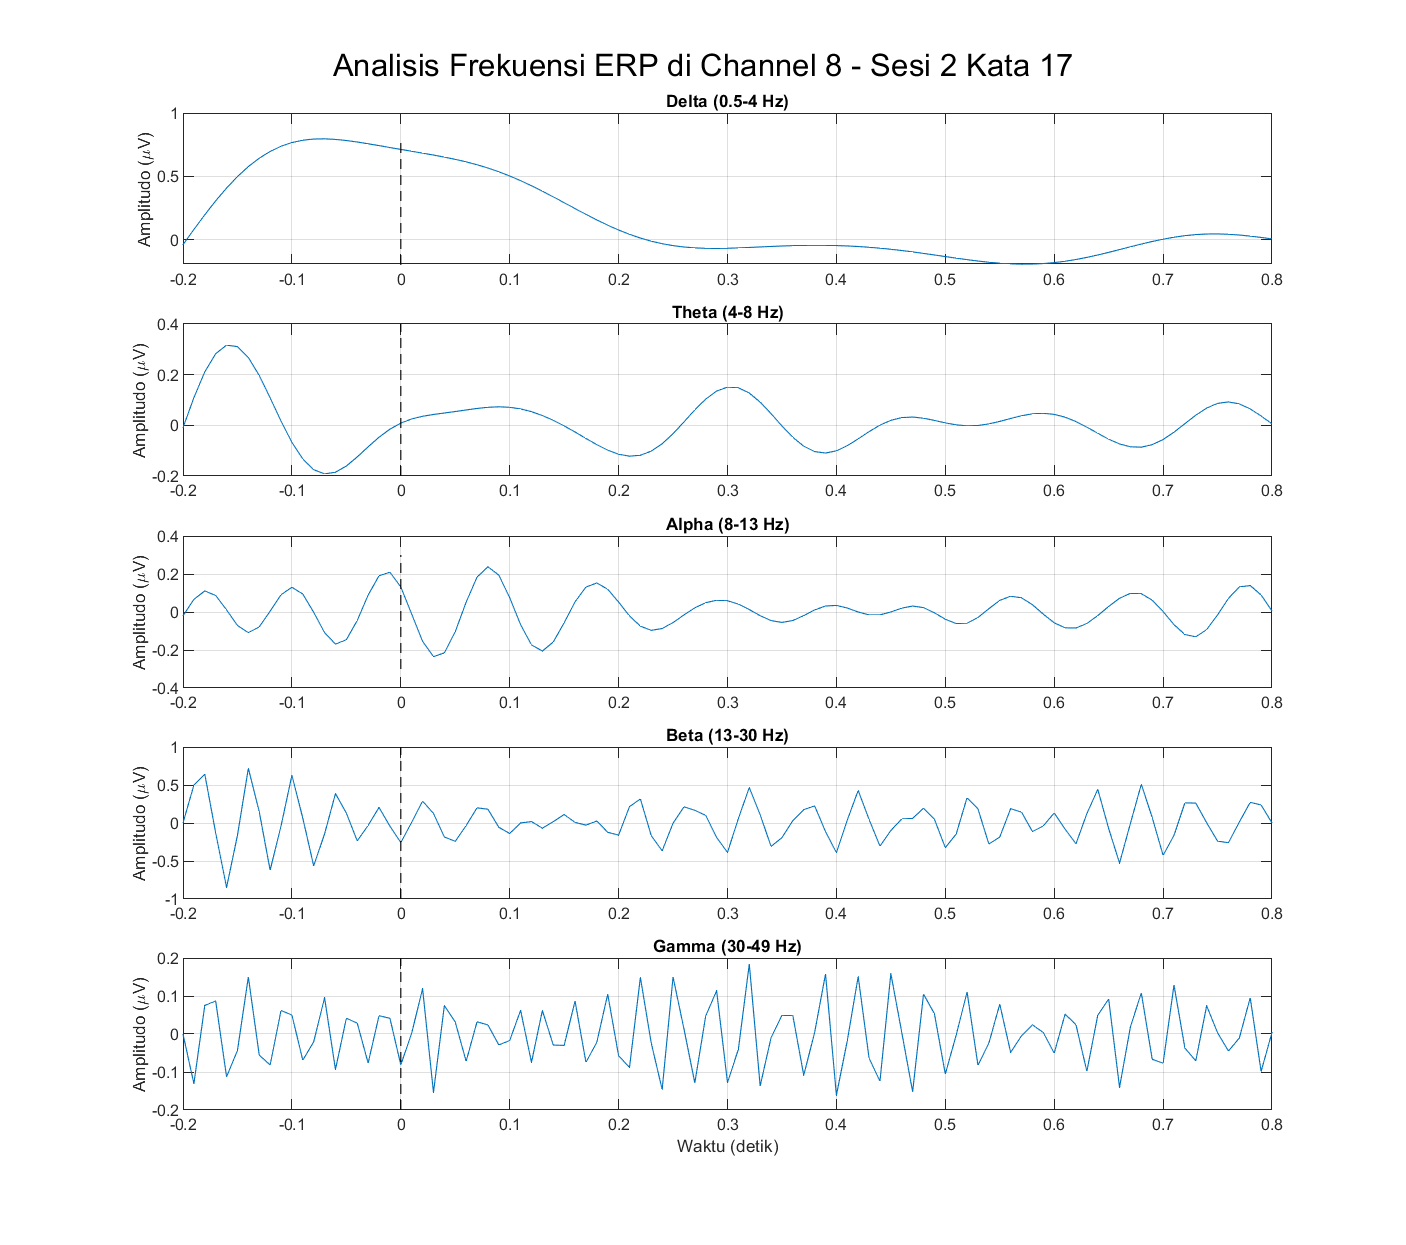 Analisis Frekuensi ERP di Channel 8 - Sesi 2 Kata 17
Delta (0.5-4 Hz)
Amplitudo (μV)
1
0.5
0
-0.2 -0.1 0 0.1 0.2 0.3 0.4 0.5 0.6 0.7 0.8
Theta (4-8 Hz)
Amplitudo (μV)
0.4
0.2
0
-0.2
-0.2 -0.1 0 0.1 0.2 0.3 0.4 0.5 0.6 0.7 0.8
Alpha (8-13 Hz)
Amplitudo (μV)
0.4
0.2
0
-0.2
-0.4
-0.2 -0.1 0 0.1 0.2 0.3 0.4 0.5 0.6 0.7 0.8
Beta (13-30 Hz)
Amplitudo (μV)
1
0.5
0
-0.5
-1
-0.2 -0.1 0 0.1 0.2 0.3 0.4 0.5 0.6 0.7 0.8
Gamma (30-49 Hz)
Amplitudo (μV)
0.2
0.1
0
-0.1
-0.2
-0.2 -0.1 0 0.1 0.2 0.3 0.4 0.5 0.6 0.7 0.8
Waktu (detik)